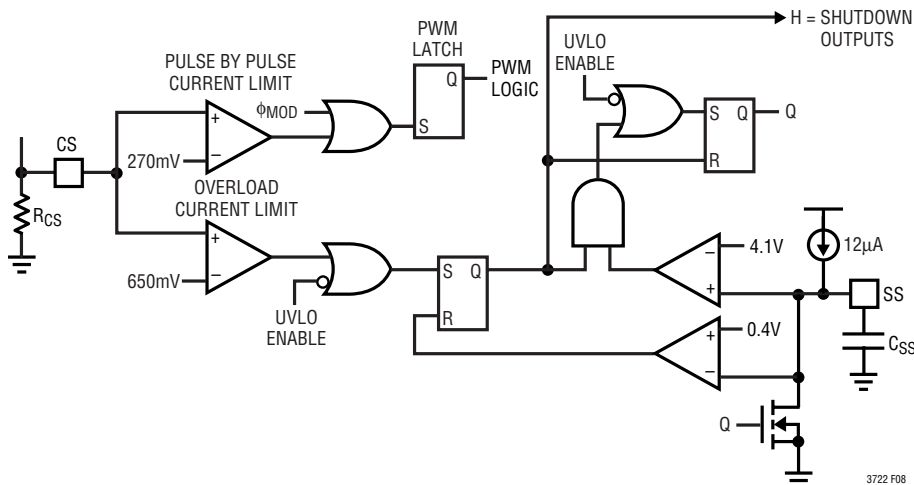 H = SHUTDOWN
OUTPUTS
PULSE BY PULSE
CURRENT LIMIT
PWM
LATCH
UVLO
ENABLE
ϕMOD
Q
PWM
LOGIC
S
S
Q
Q
R
CS
270mV
+
–
RCS
OVERLOAD
CURRENT LIMIT
+
–
650mV
UVLO
ENABLE
S
Q
R
–
4.1V
+
12µA
SS
+
0.4V
–
CSS
Q
3722 F08